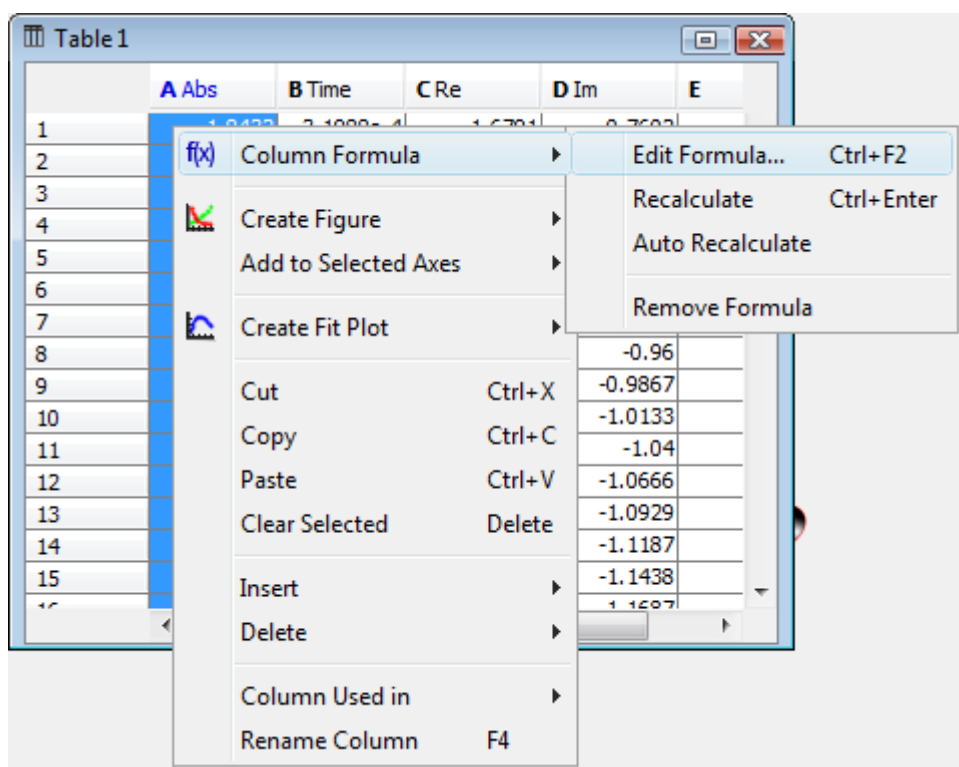 Table 1
A Abs B Time C Re D Im E
1
2
3
4
5
6
7
8
9
10
11
12
13
14
15
f(x) Column Formula
Create Figure
Add to Selected Axes
Create Fit Plot
Cut Ctrl+X
Copy Ctrl+C
Paste Ctrl+V
Clear Selected Delete
Insert
Delete
Column Used in
Rename Column F4
Edit Formula... Ctrl+F2
Recalculate Ctrl+Enter
Auto Recalculate
Remove Formula
-0.96
-0.9867
-1.0133
-1.04
-1.0666
-1.0929
-1.1187
-1.1438